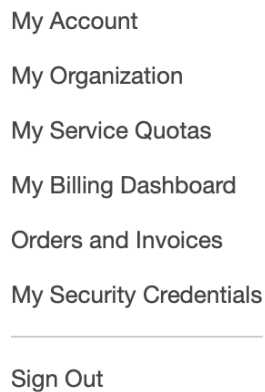 My Account
My Organization
My Service Quotas
My Billing Dashboard
Orders and Invoices
My Security Credentials
Sign Out